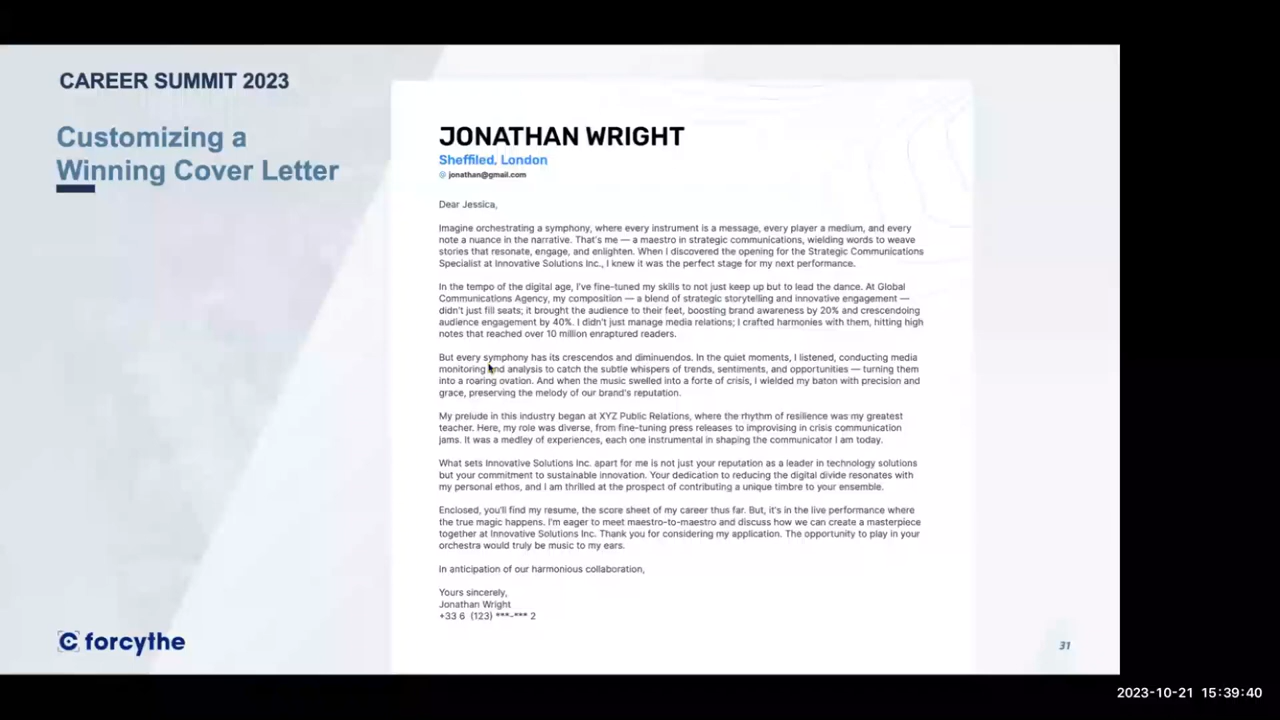 CAREER SUMMIT 2023
Customizing a
Winning Cover Letter
JONATHAN WRIGHT
Sheffiled, London
@ jonathan@gmail.com
Dear Jessica,
Imagine orchestrating a symphony, where every instrument is a message, every player a medium, and every
note a nuance in the narrative. That's me — a maestro in strategic communications, wielding words to weave
stories that resonate, engage, and enlighten. When I discovered the opening for the Strategic Communications
Specialist at Innovative Solutions Inc., I knew it was the perfect stage for my next performance.
In the tempo of the digital age, I've fine-tuned my skills to not just keep up but to lead the dance. At Global
Communications Agency, my composition — a blend of strategic storytelling and innovative engagement —
didn't just fill seats; it brought the audience to their feet, boosting brand awareness by 20% and crescendoing
audience engagement by 40%. I didn't just manage media relations; I crafted harmonies with them, hitting high
notes that reached over 10 million enraptured readers.
But every symphony has its crescendos and diminuendos. In the quiet moments, I listened, conducting media
monitoring and analysis to catch the subtle whispers of trends, sentiments, and opportunities — turning them
into a roaring ovation. And when the music swelled into a forte of crisis, I wielded my baton with precision and
grace, preserving the melody of our brand's reputation.
My prelude in this industry began at XYZ Public Relations, where the rhythm of resilience was my greatest
teacher. Here, my role was diverse, from fine-tuning press releases to improvising in crisis communication
jams. It was a medley of experiences, each one instrumental in shaping the communicator I am today.
What sets Innovative Solutions Inc. apart for me is not just your reputation as a leader in technology solutions
but your commitment to sustainable innovation. Your dedication to reducing the digital divide resonates with
my personal ethos, and I am thrilled at the prospect of contributing a unique timbre to your ensemble.
Enclosed, you'll find my resume, the score sheet of my career thus far. But, it's in the live performance where
the true magic happens. I'm eager to meet maestro-to-maestro and discuss how we can create a masterpiece
together at Innovative Solutions Inc. Thank you for considering my application. The opportunity to play in your
orchestra would truly be music to my ears.
In anticipation of our harmonious collaboration,
Yours sincerely,
Jonathan Wright
+33 6 (123) ***-*** 2
forcythe
31
2023-10-21 15:39:40